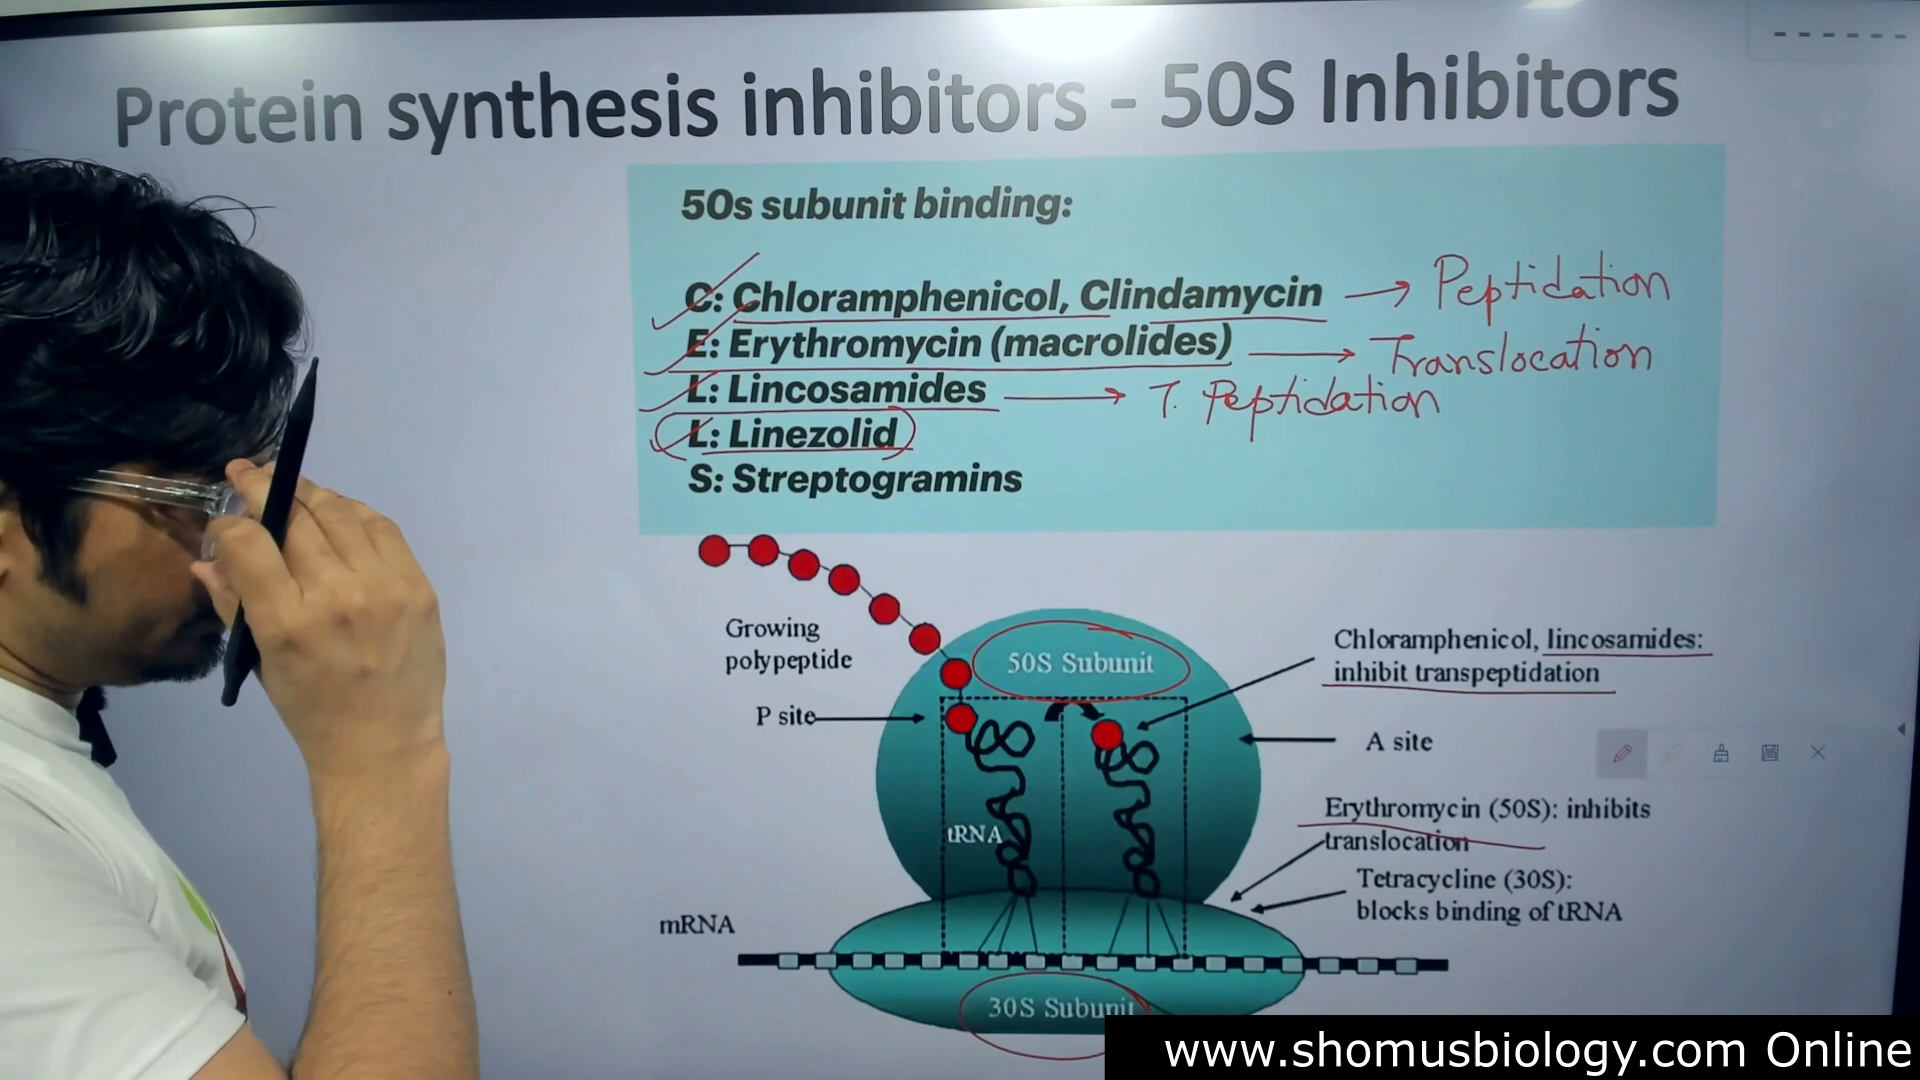 Protein synthesis inhibitors - 50S Inhibitors
50s subunit binding:
C: Chloramphenicol, Clindamycin → Peptidation
E: Erythromycin (macrolides) → Translocation
L: Lincosamides → T. Peptidation
L: Linezolid
S: Streptogramins
Growing
polypeptide
50S Subunit
Chloramphenicol, lincosamides:
inhibit transpeptidation
P site
A site
tRNA
Erythromycin (50S): inhibits
translocation
Tetracycline (30S):
blocks binding of tRNA
mRNA
30S Subunit
www.shomusbiology.com Online